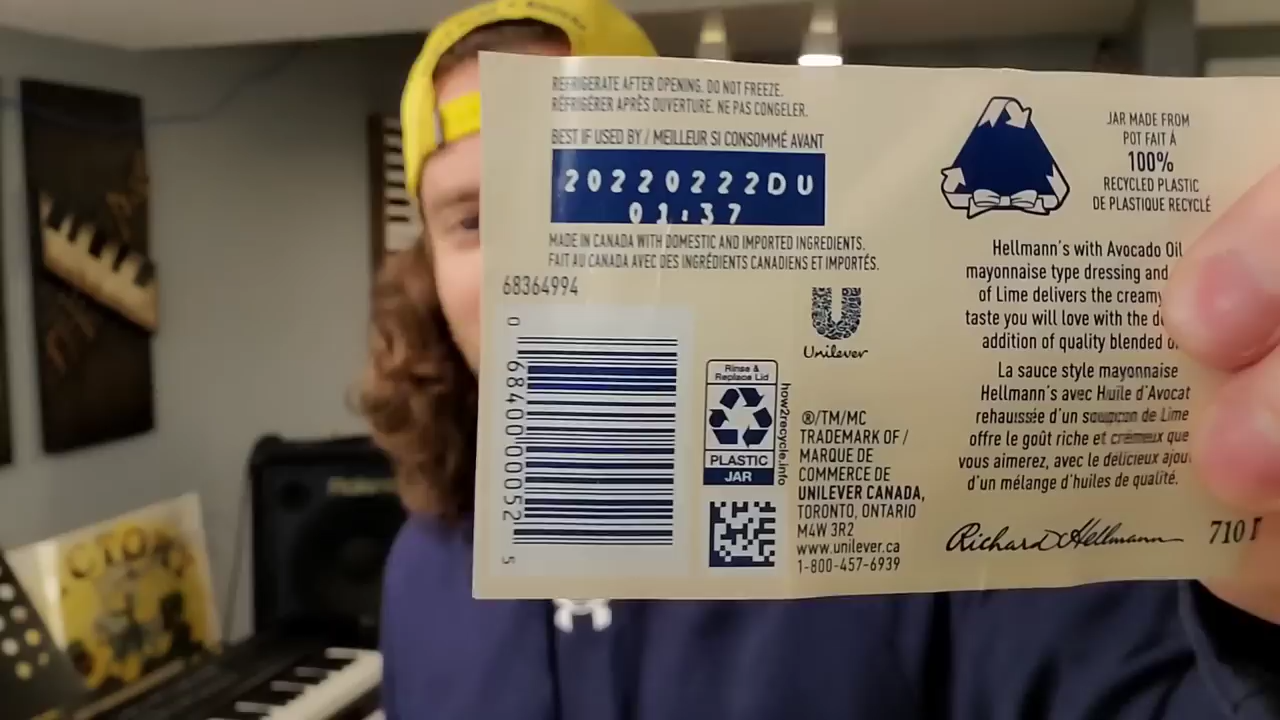 REFRIGERATE AFTER OPENING. DO NOT FREEZE.
RÉFRIGÉRER APRÈS OUVERTURE. NE PAS CONGELER.
BEST IF USED BY / MEILLEUR SI CONSOMMÉ AVANT
20220222DU
01:37
MADE IN CANADA WITH DOMESTIC AND IMPORTED INGREDIENTS.
FAIT AU CANADA AVEC DES INGRÉDIENTS CANADIENS ET IMPORTÉS.
68364994
0 68400 00052 5
Unilever
Rinse &
Replace Lid
PLASTIC
JAR
how2recycle.info
®/TM/MC
TRADEMARK OF /
MARQUE DE
COMMERCE DE
UNILEVER CANADA,
TORONTO, ONTARIO
M4W 3R2
www.unilever.ca
1-800-457-6939
JAR MADE FROM
POT FAIT À
100%
RECYCLED PLASTIC
DE PLASTIQUE RECYCLÉ
Hellmann's with Avocado Oil
mayonnaise type dressing and
of Lime delivers the creamy
taste you will love with the
addition of quality blended
La sauce style mayonnaise
Hellmann's avec Huile d'Avocat
rehaussée d'un soupçon de Lime
offre le goût riche et crémeux que
vous aimerez, avec le délicieux
d'un mélange d'huiles de qualité.
Richard Hellmann
710